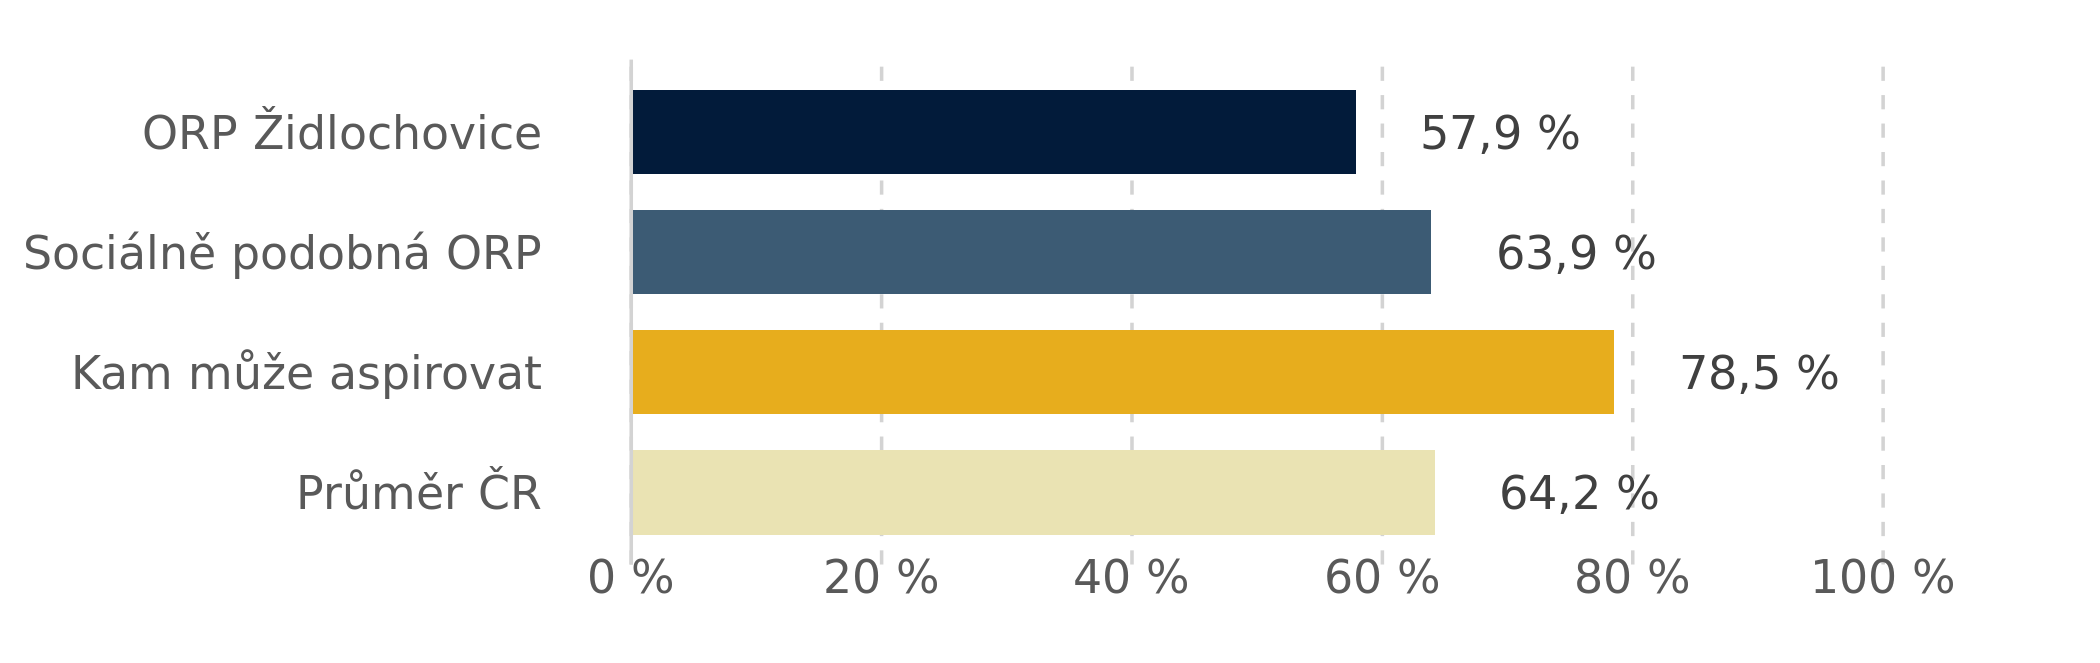 ORP Židlochovice 57,9 %
Sociálně podobná ORP 63,9 %
Kam může aspirovat 78,5 %
Průměr ČR 64,2 %
0 % 20 % 40 % 60 % 80 % 100 %